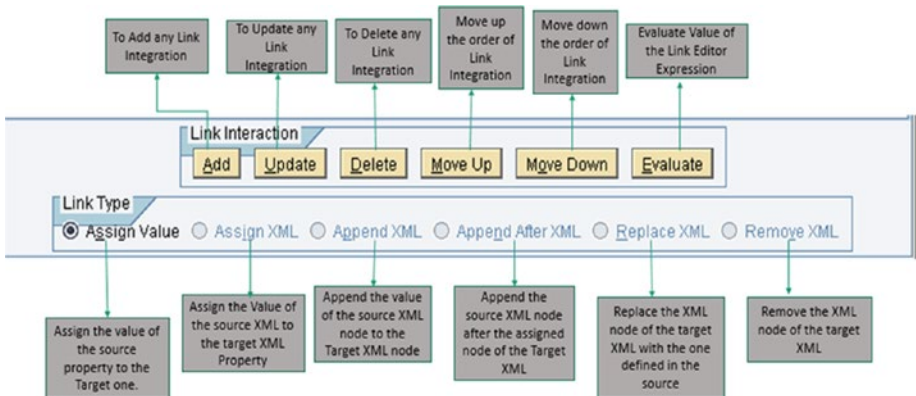 To Add any Link
Integration
To Update any
Link
Integration
To Delete any
Link
Integration
Move up
the order of
Link
Integration
Move down
the order of
Link
Integration
Evaluate Value of
the Link Editor
Expression
Link Interaction
Add Update Delete Move Up Move Down Evaluate
Link Type
Assign Value Assign XML Append XML Append After XML Replace XML Remove XML
Assign the value of
the source
property to the
Target one.
Assign the Value of
the source XML to
the target XML
Property
Append the value
of the source XML
node to the
Target XML node
Append the
source XML node
after the assigned
node of the Target
XML
Replace the XML
node of the target
XML with the one
defined in the
source
Remove the XML
node of the target
XML